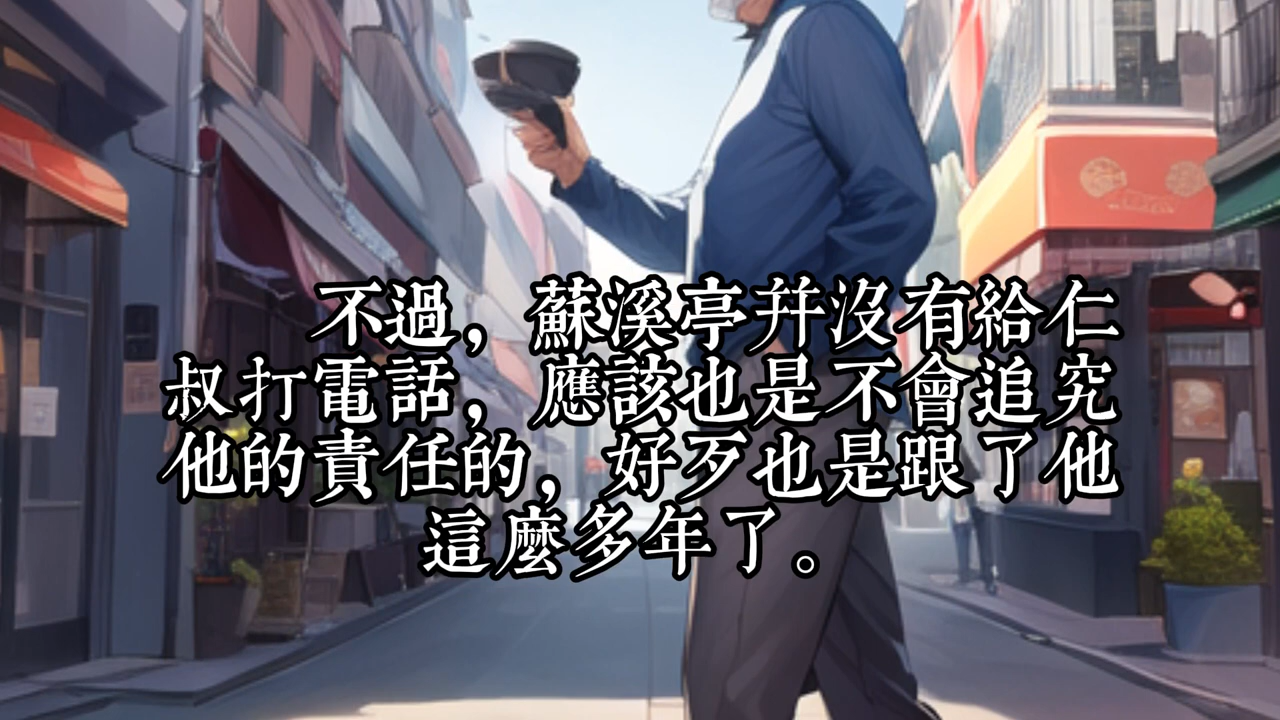 不過，蘇溪亭并沒有給仁
叔打電話，應該也是不會追究
他的責任的，好歹也是跟了他
這麼多年了。